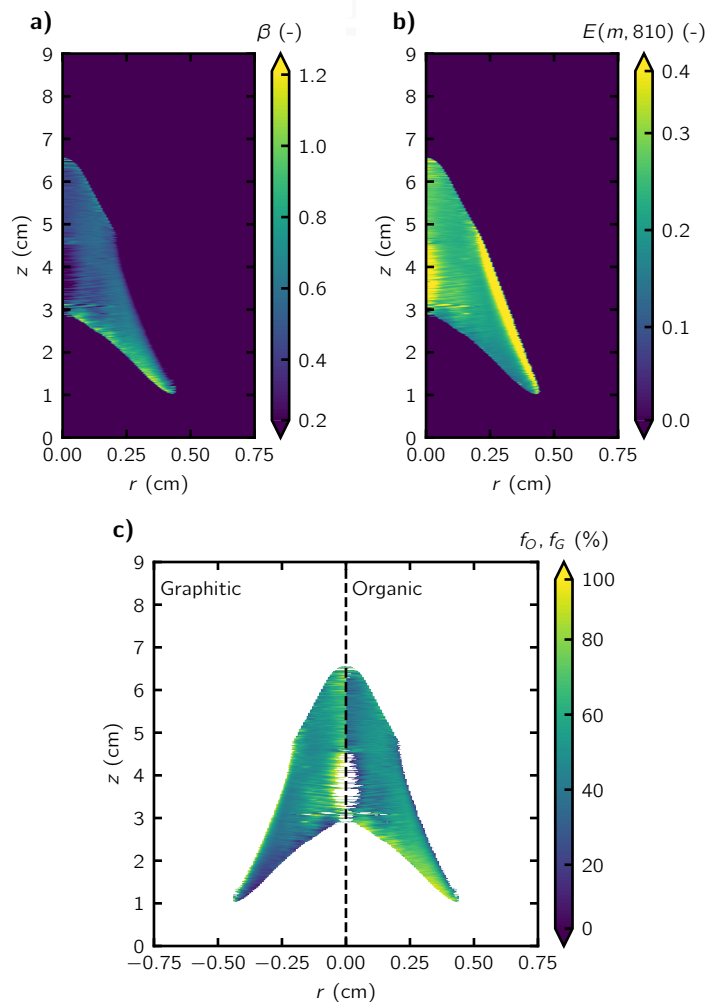 a)
β (-)
9
8
7
6
5
4
3
2
1
0
z (cm)
0.00 0.25 0.50 0.75
r (cm)
1.2
1.0
0.8
0.6
0.4
0.2
b)
E(m, 810) (-)
9
8
7
6
5
4
3
2
1
0
z (cm)
0.00 0.25 0.50 0.75
r (cm)
0.4
0.3
0.2
0.1
0.0
c)
f_O, f_G (%)
Graphitic Organic
9
8
7
6
5
4
3
2
1
0
z (cm)
−0.75 −0.50 −0.25 0.00 0.25 0.50 0.75
r (cm)
100
80
60
40
20
0